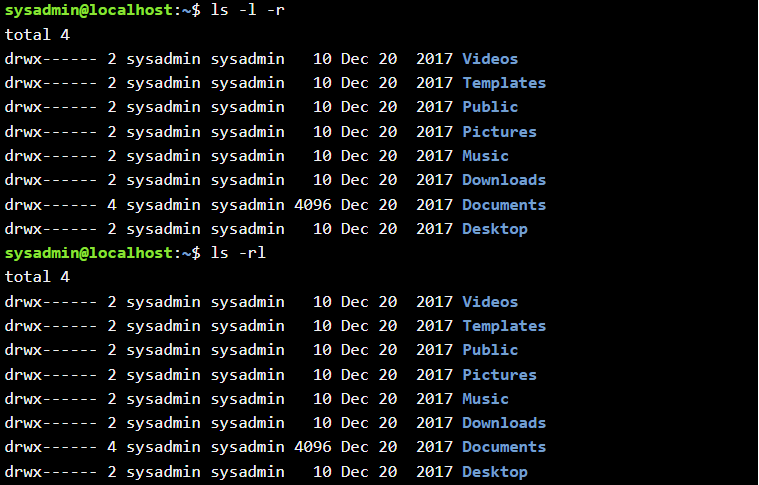 sysadmin@localhost:~$ ls -l -r
total 4
drwx------ 2 sysadmin sysadmin   10 Dec 20  2017 Videos
drwx------ 2 sysadmin sysadmin   10 Dec 20  2017 Templates
drwx------ 2 sysadmin sysadmin   10 Dec 20  2017 Public
drwx------ 2 sysadmin sysadmin   10 Dec 20  2017 Pictures
drwx------ 2 sysadmin sysadmin   10 Dec 20  2017 Music
drwx------ 2 sysadmin sysadmin   10 Dec 20  2017 Downloads
drwx------ 4 sysadmin sysadmin 4096 Dec 20  2017 Documents
drwx------ 2 sysadmin sysadmin   10 Dec 20  2017 Desktop
sysadmin@localhost:~$ ls -rl
total 4
drwx------ 2 sysadmin sysadmin   10 Dec 20  2017 Videos
drwx------ 2 sysadmin sysadmin   10 Dec 20  2017 Templates
drwx------ 2 sysadmin sysadmin   10 Dec 20  2017 Public
drwx------ 2 sysadmin sysadmin   10 Dec 20  2017 Pictures
drwx------ 2 sysadmin sysadmin   10 Dec 20  2017 Music
drwx------ 2 sysadmin sysadmin   10 Dec 20  2017 Downloads
drwx------ 4 sysadmin sysadmin 4096 Dec 20  2017 Documents
drwx------ 2 sysadmin sysadmin   10 Dec 20  2017 Desktop